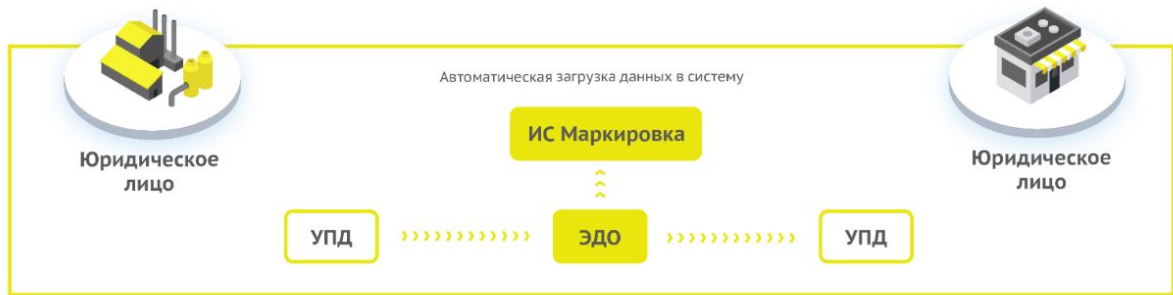 Автоматическая загрузка данных в систему
ИС Маркировка
Юридическое
лицо
Юридическое
лицо
УПД
ЭДО
УПД